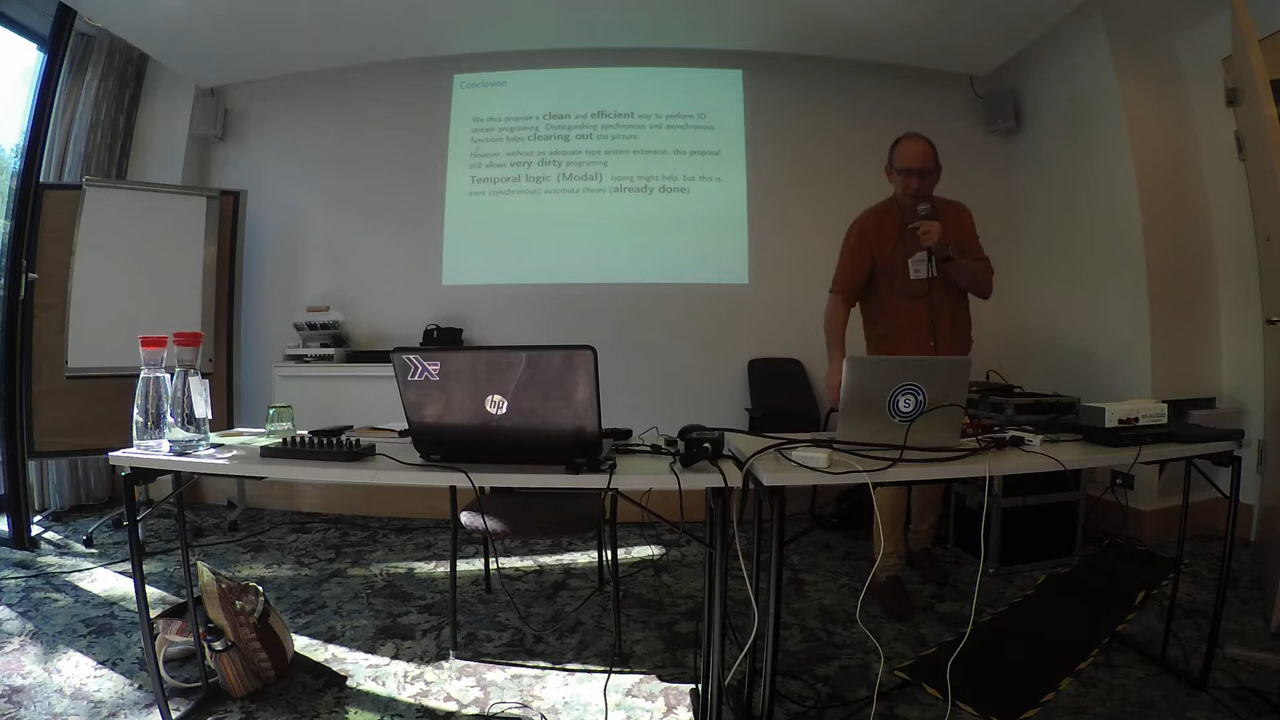 Conclusion
We thus propose a clean and efficient way to perform IO
stream programing. Distinguishing synchronous and asynchronous
functions helps clearing out the picture.
However, without an adequate type system extension, this proposal
still allows very dirty programing
Temporal logic (Modal) typing might help, but this is
mere (synchronous) automata theory (already done)
hp
S
M-AUDIO